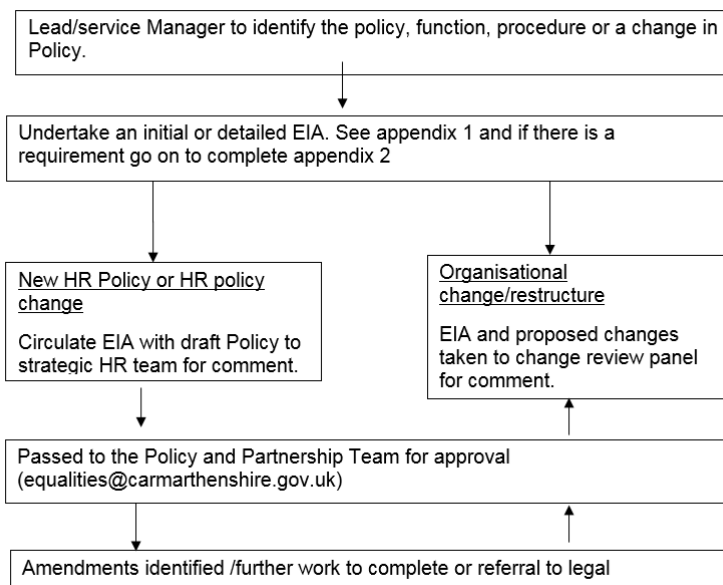 Lead/service Manager to identify the policy, function, procedure or a change in
Policy.
Undertake an initial or detailed EIA. See appendix 1 and if there is a
requirement go on to complete appendix 2
New HR Policy or HR policy
change
Circulate EIA with draft Policy to
strategic HR team for comment.
Organisational
change/restructure
EIA and proposed changes
taken to change review panel
for comment.
Passed to the Policy and Partnership Team for approval
(equalities@carmarthenshire.gov.uk)
Amendments identified /further work to complete or referral to legal